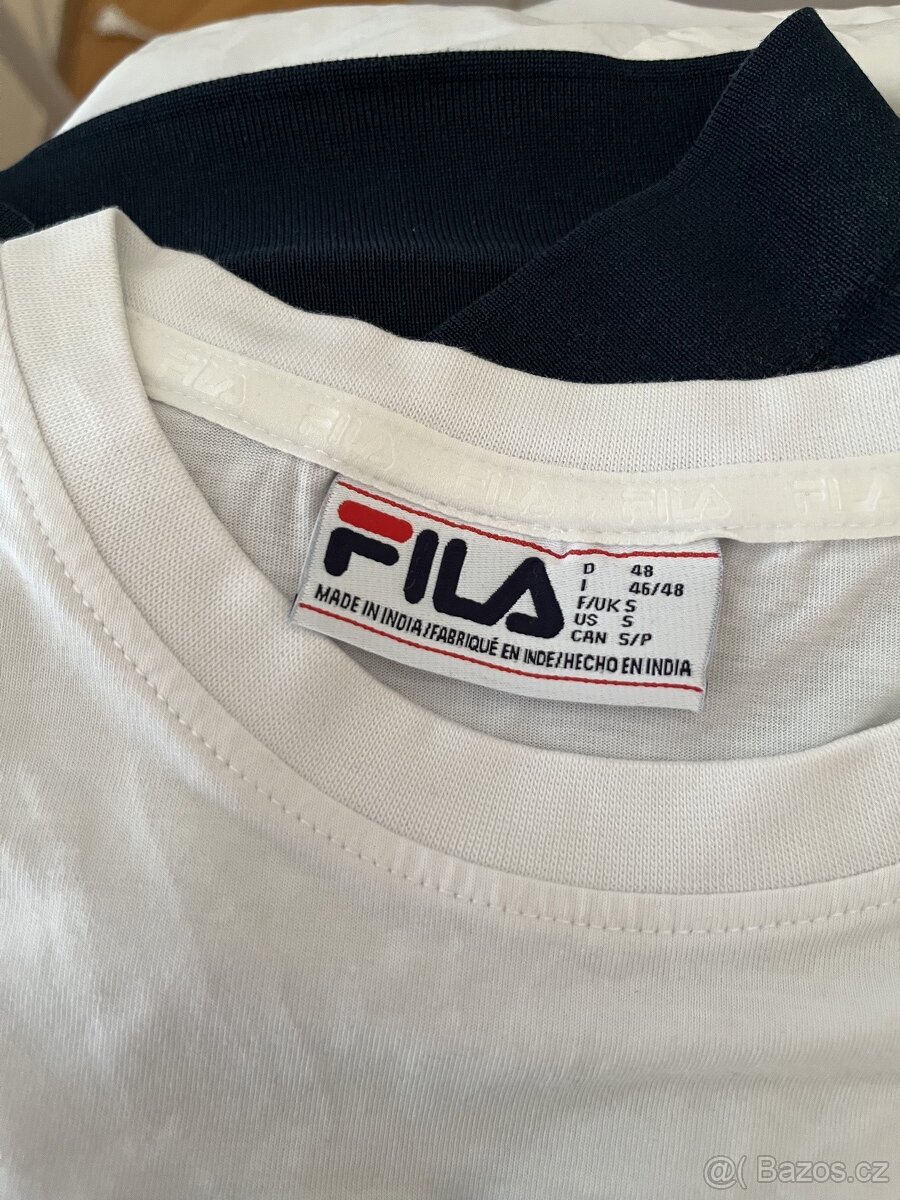 FILA FILA FILA FILA FILA
FILA
D 48
I 46/48
F/UK S
US S
CAN S/P
MADE IN INDIA/FABRIQUÉ EN INDE/HECHO EN INDIA
@( Bazos.cz